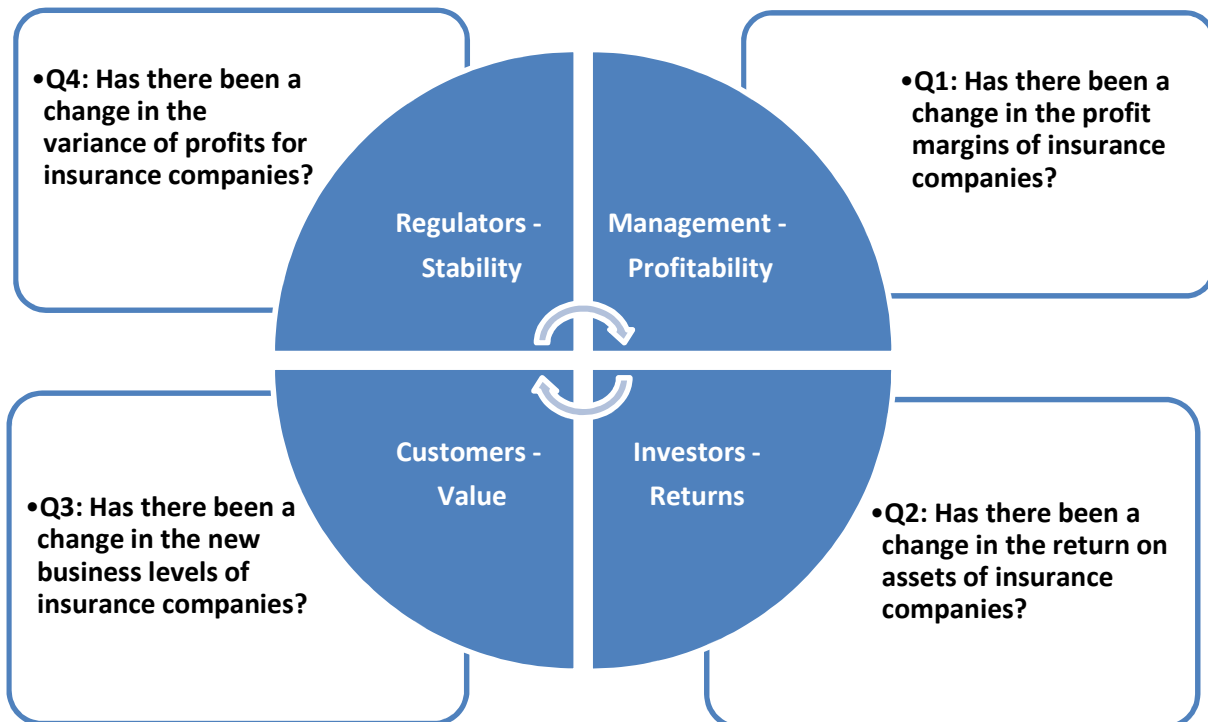 •Q4: Has there been a
change in the
variance of profits for
insurance companies?
•Q1: Has there been a
change in the profit
margins of insurance
companies?
Regulators -
Stability
Management -
Profitability
Customers -
Value
Investors -
Returns
•Q3: Has there been a
change in the new
business levels of
insurance companies?
•Q2: Has there been a
change in the return on
assets of insurance
companies?